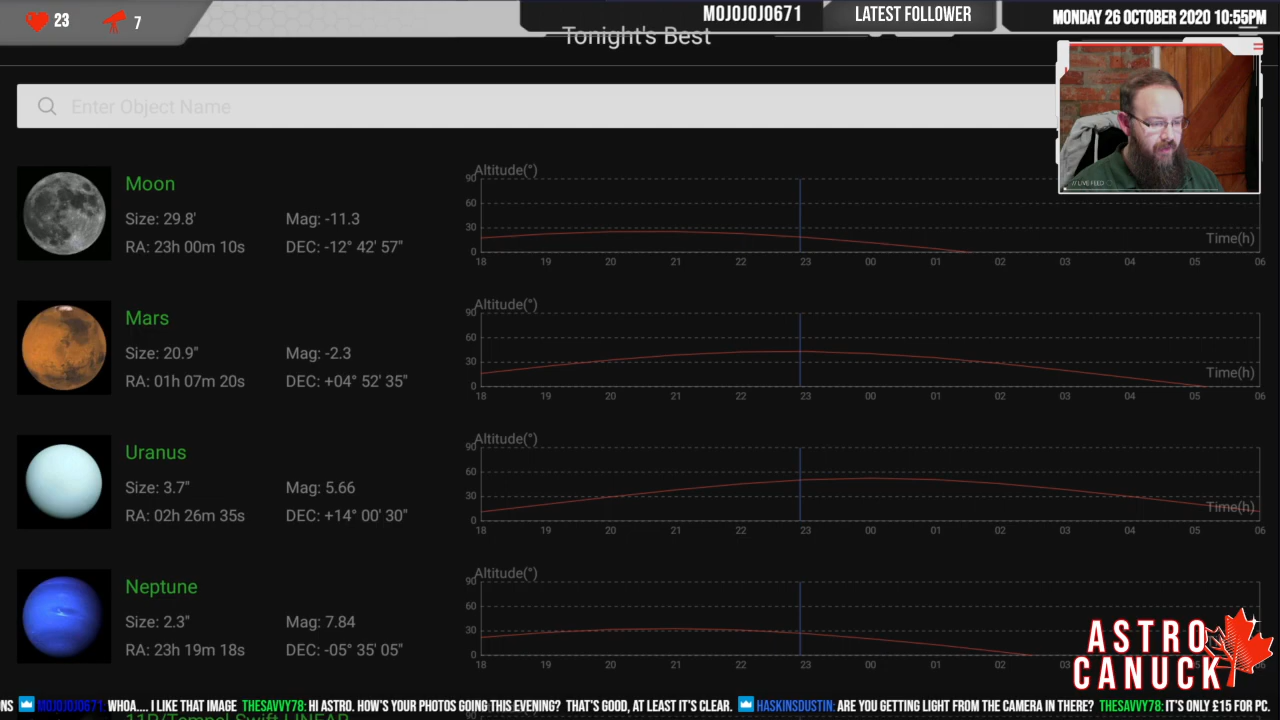 23
7
MOJOJOJO671
LATEST FOLLOWER
MONDAY 26 OCTOBER 2020 10:55PM
Tonight's Best
Enter Object Name
// LIVE FEED
Moon
Size: 29.8' Mag: -11.3
RA: 23h 00m 10s DEC: -12° 42' 57"
Altitude(°)
90
60
30
0
Time(h)
18 19 20 21 22 23 00 01 02 03 04 05 06
Mars
Size: 20.9" Mag: -2.3
RA: 01h 07m 20s DEC: +04° 52' 35"
Altitude(°)
90
60
30
0
Time(h)
18 19 20 21 22 23 00 01 02 03 04 05 06
Uranus
Size: 3.7" Mag: 5.66
RA: 02h 26m 35s DEC: +14° 00' 30"
Altitude(°)
90
60
30
0
Time(h)
18 19 20 21 22 23 00 01 02 03 04 05 06
Neptune
Size: 2.3" Mag: 7.84
RA: 23h 19m 18s DEC: -05° 35' 05"
Altitude(°)
90
60
30
0
18 19 20 21 22 23 00 01 02 03 04 05 06
ASTRO
CANUCK
NS MOJOJOJO671: WHOA.... I LIKE THAT IMAGE THESAVVY78: HI ASTRO. HOW'S YOUR PHOTOS GOING THIS EVENING? THAT'S GOOD, AT LEAST IT'S CLEAR. HASKINSDUSTIN: ARE YOU GETTING LIGHT FROM THE CAMERA IN THERE? THESAVVY78: IT'S ONLY £15 FOR PC.